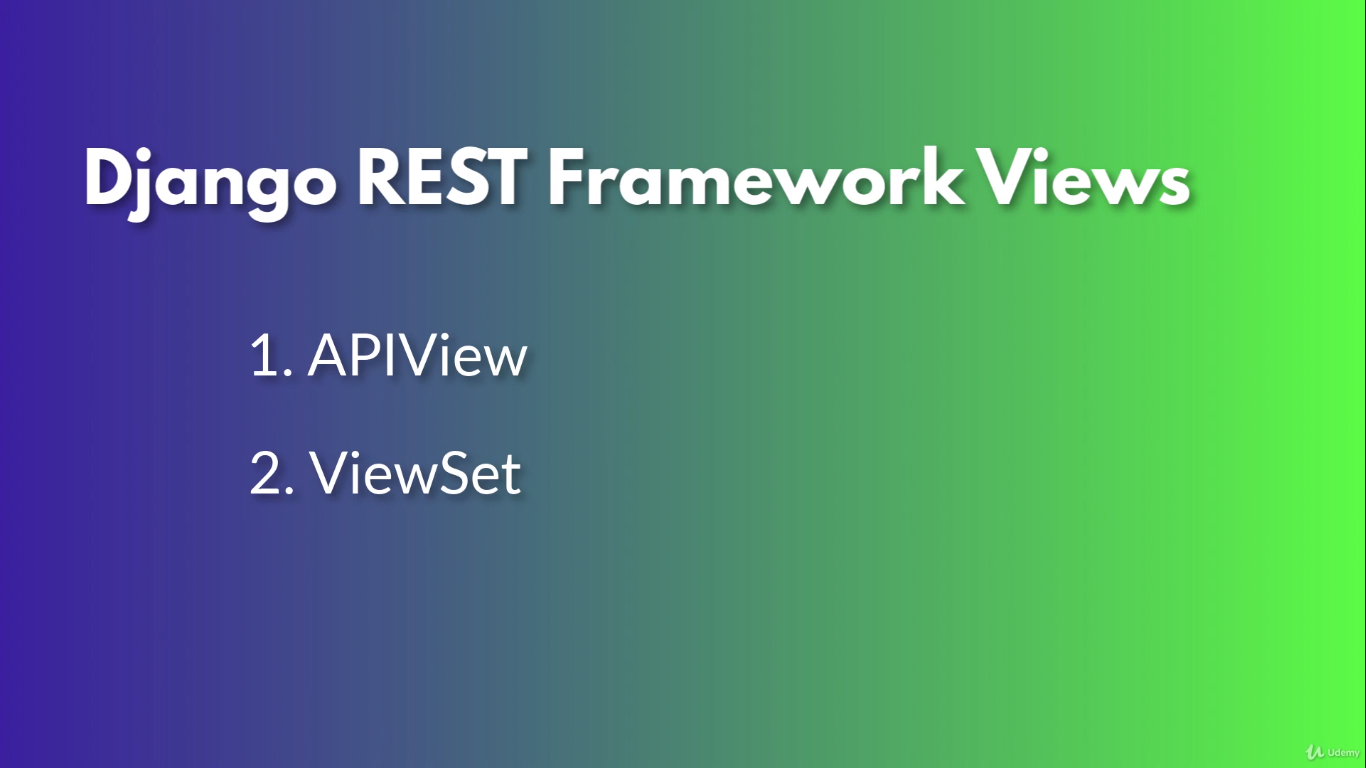 Django REST Framework Views
1. APIView
2. ViewSet
Udemy